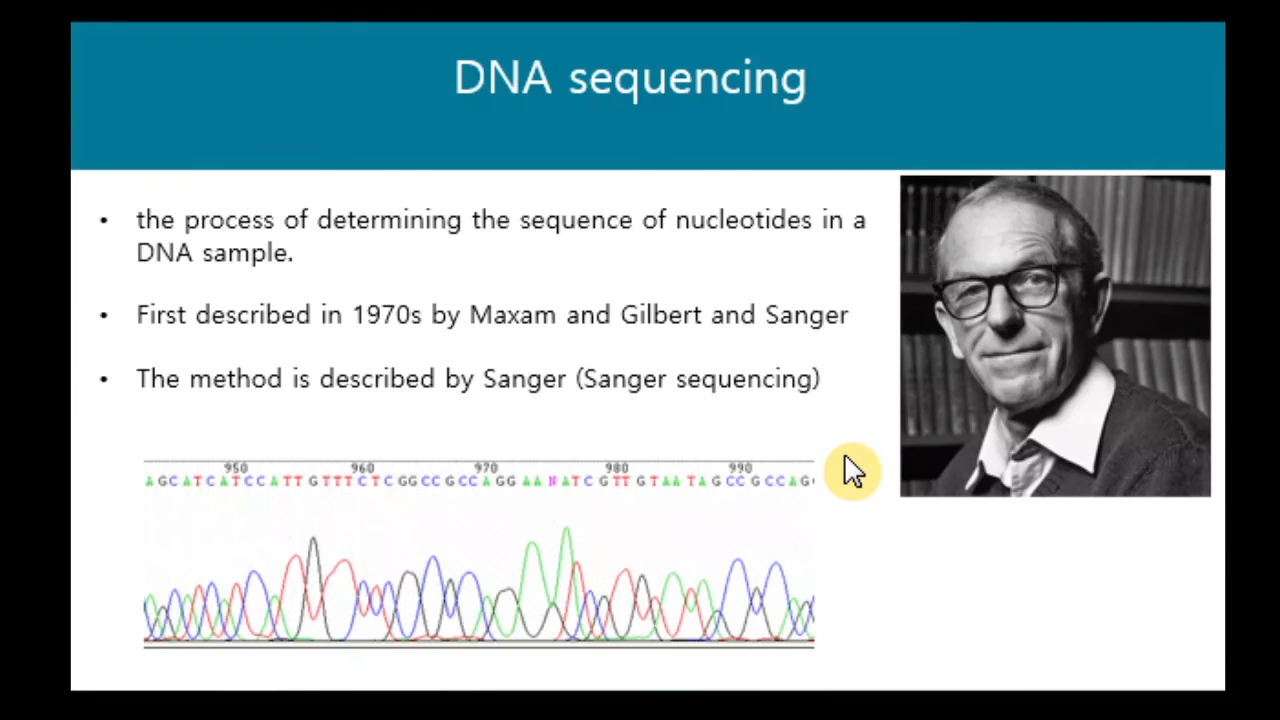 DNA sequencing
the process of determining the sequence of nucleotides in a
DNA sample.
First described in 1970s by Maxam and Gilbert and Sanger
The method is described by Sanger (Sanger sequencing)
950 960 970 980 990
AGCATCATCCATTGTTTCTCGGCCGCCAGGAANATCGTTGTAATAGCCGCCAG